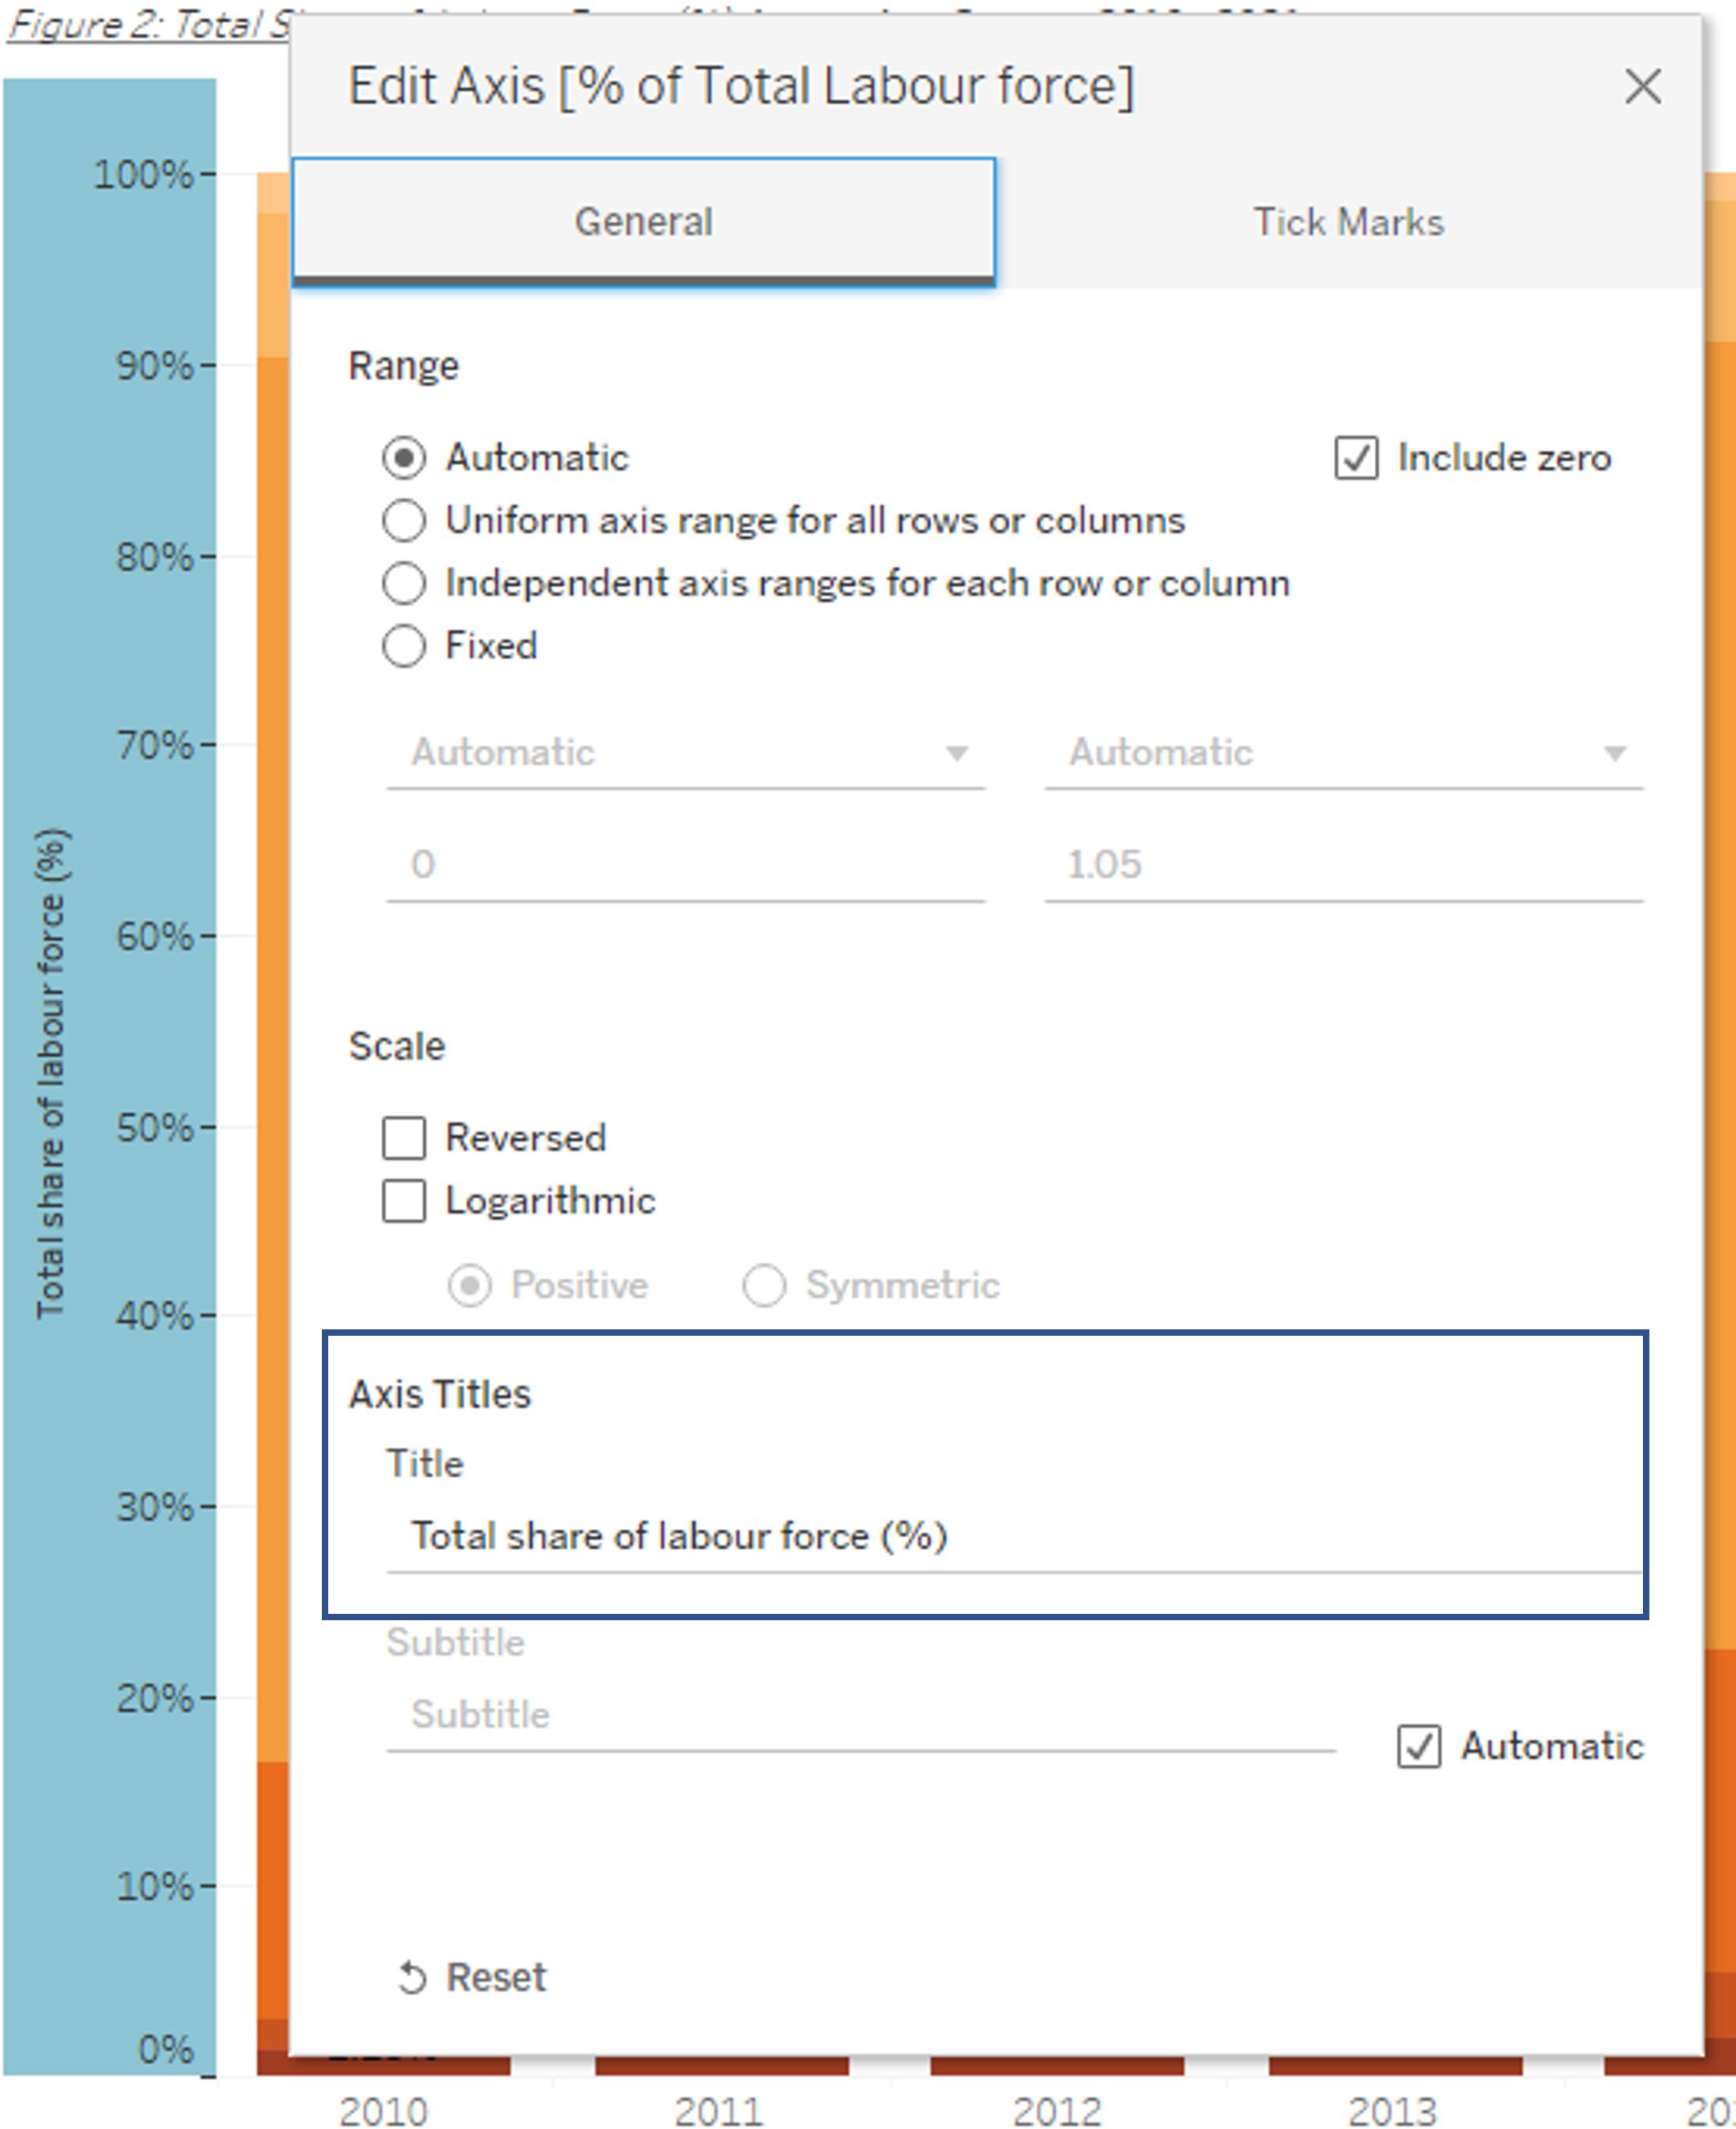 Figure 2: Total
Edit Axis [% of Total Labour force]
General
Tick Marks
Range
Automatic
Include zero
Uniform axis range for all rows or columns
Independent axis ranges for each row or column
Fixed
Automatic
Automatic
0
1.05
Scale
Reversed
Logarithmic
Positive
Symmetric
Axis Titles
Title
Total share of labour force (%)
Subtitle
Subtitle
Automatic
Reset
Total share of labour force (%)
100%
90%
80%
70%
60%
50%
40%
30%
20%
10%
0%
2010
2011
2012
2013